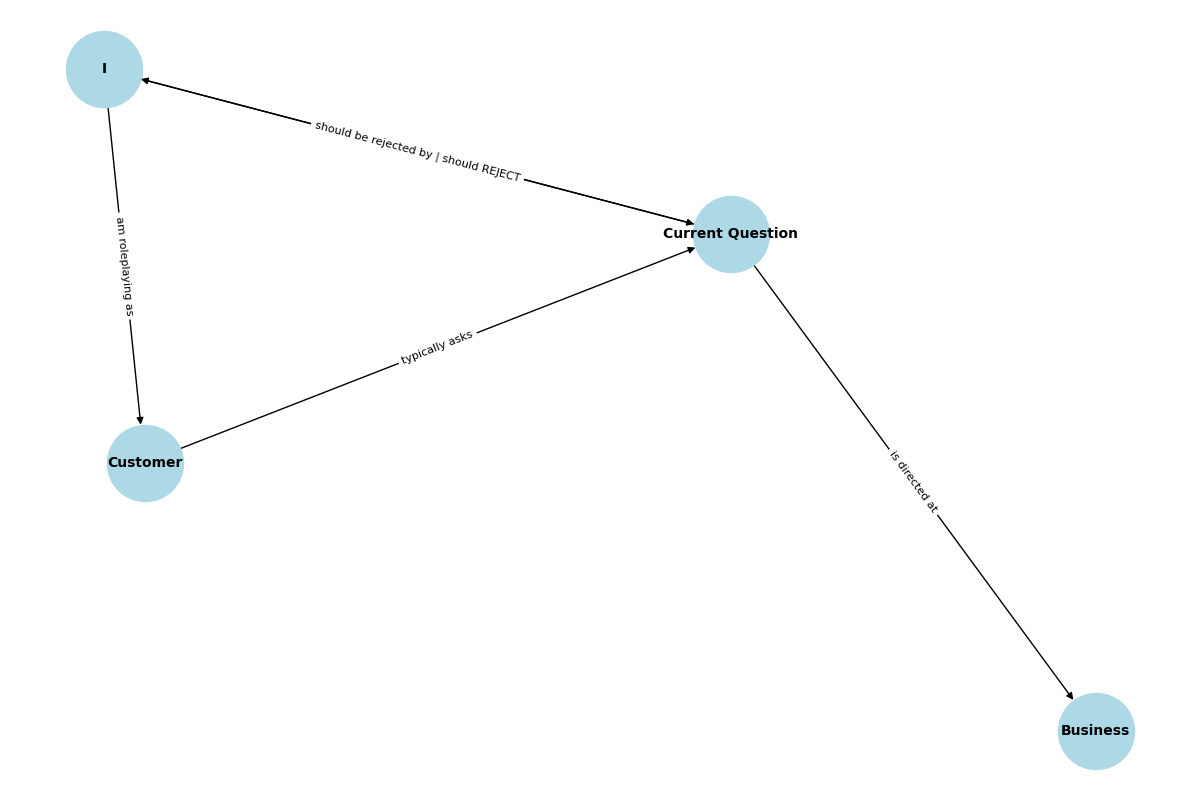 I
should be rejected by | should REJECT
Current Question
am roleplaying as
typically asks
Customer
is directed at
Business